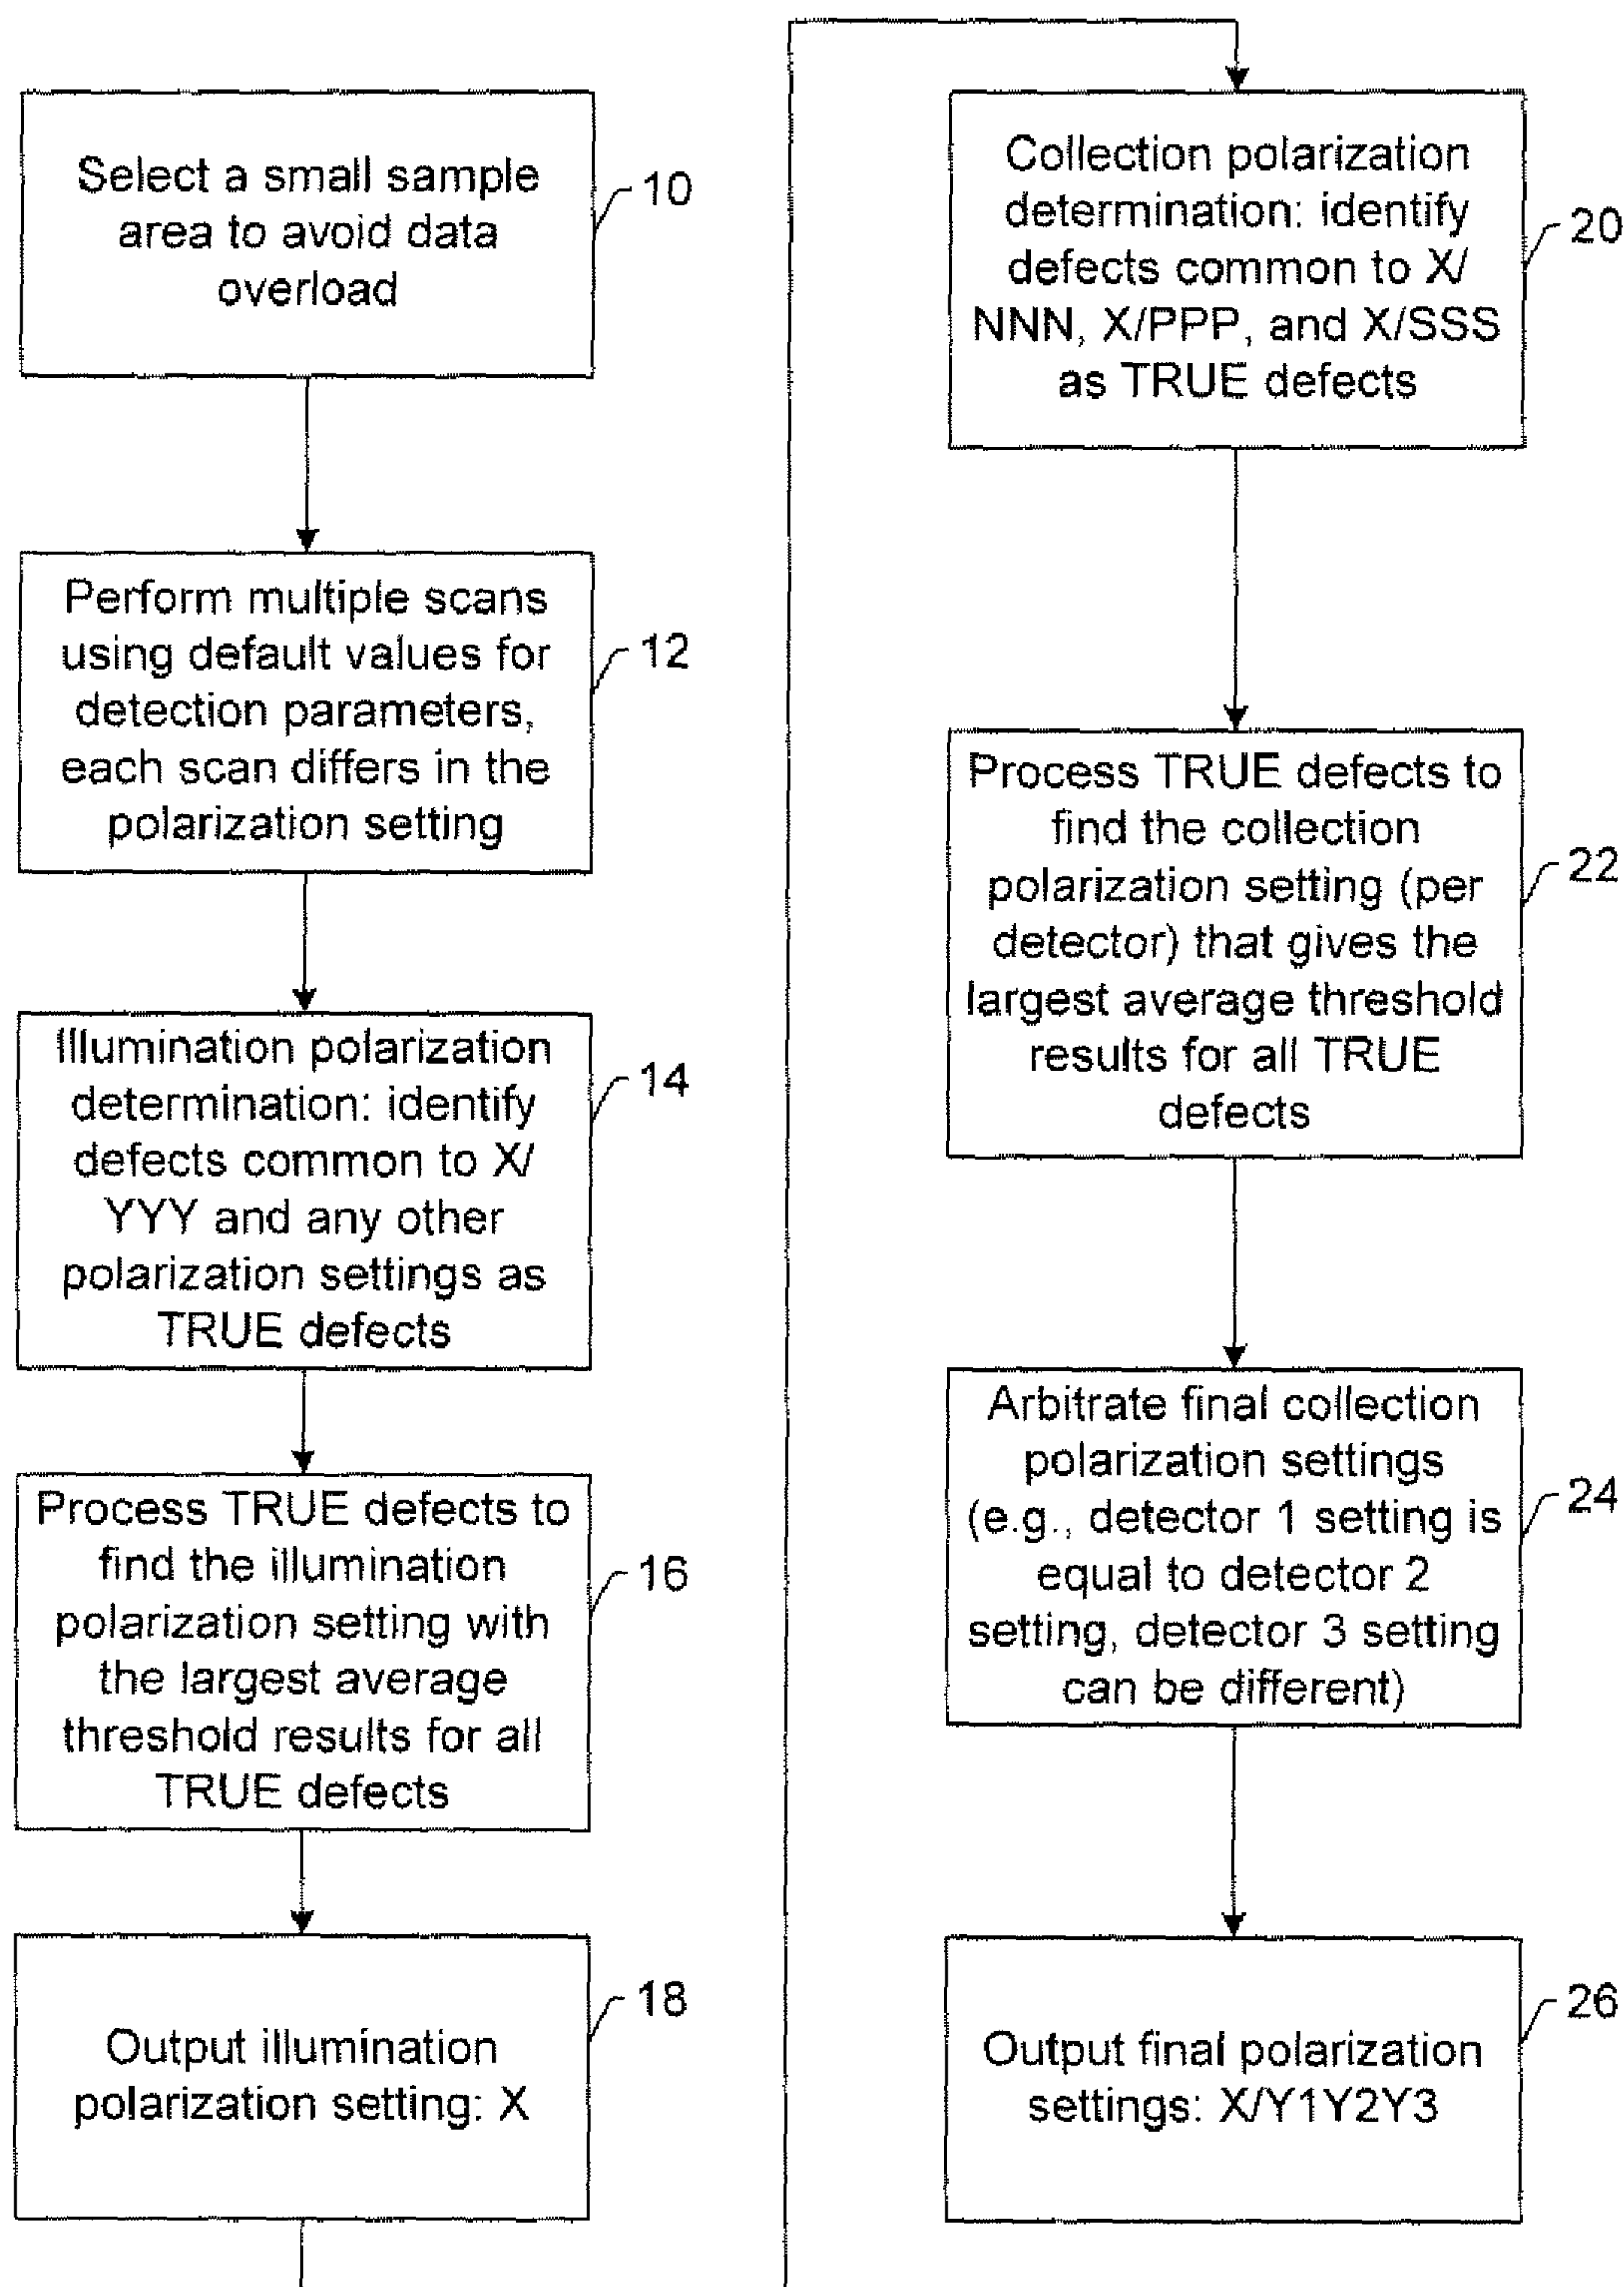 Select a small sample
area to avoid data
overload
10
Perform multiple scans
using default values for
detection parameters,
each scan differs in the
polarization setting
12
Illumination polarization
determination: identify
defects common to X/
YYY and any other
polarization settings as
TRUE defects
14
Process TRUE defects to
find the illumination
polarization setting with
the largest average
threshold results for all
TRUE defects
16
Output illumination
polarization setting: X
18
Collection polarization
determination: identify
defects common to X/
NNN, X/PPP, and X/SSS
as TRUE defects
20
Process TRUE defects to
find the collection
polarization setting (per
detector) that gives the
largest average threshold
results for all TRUE
defects
22
Arbitrate final collection
polarization settings
(e.g., detector 1 setting is
equal to detector 2
setting, detector 3 setting
can be different)
24
Output final polarization
settings: X/Y1Y2Y3
26